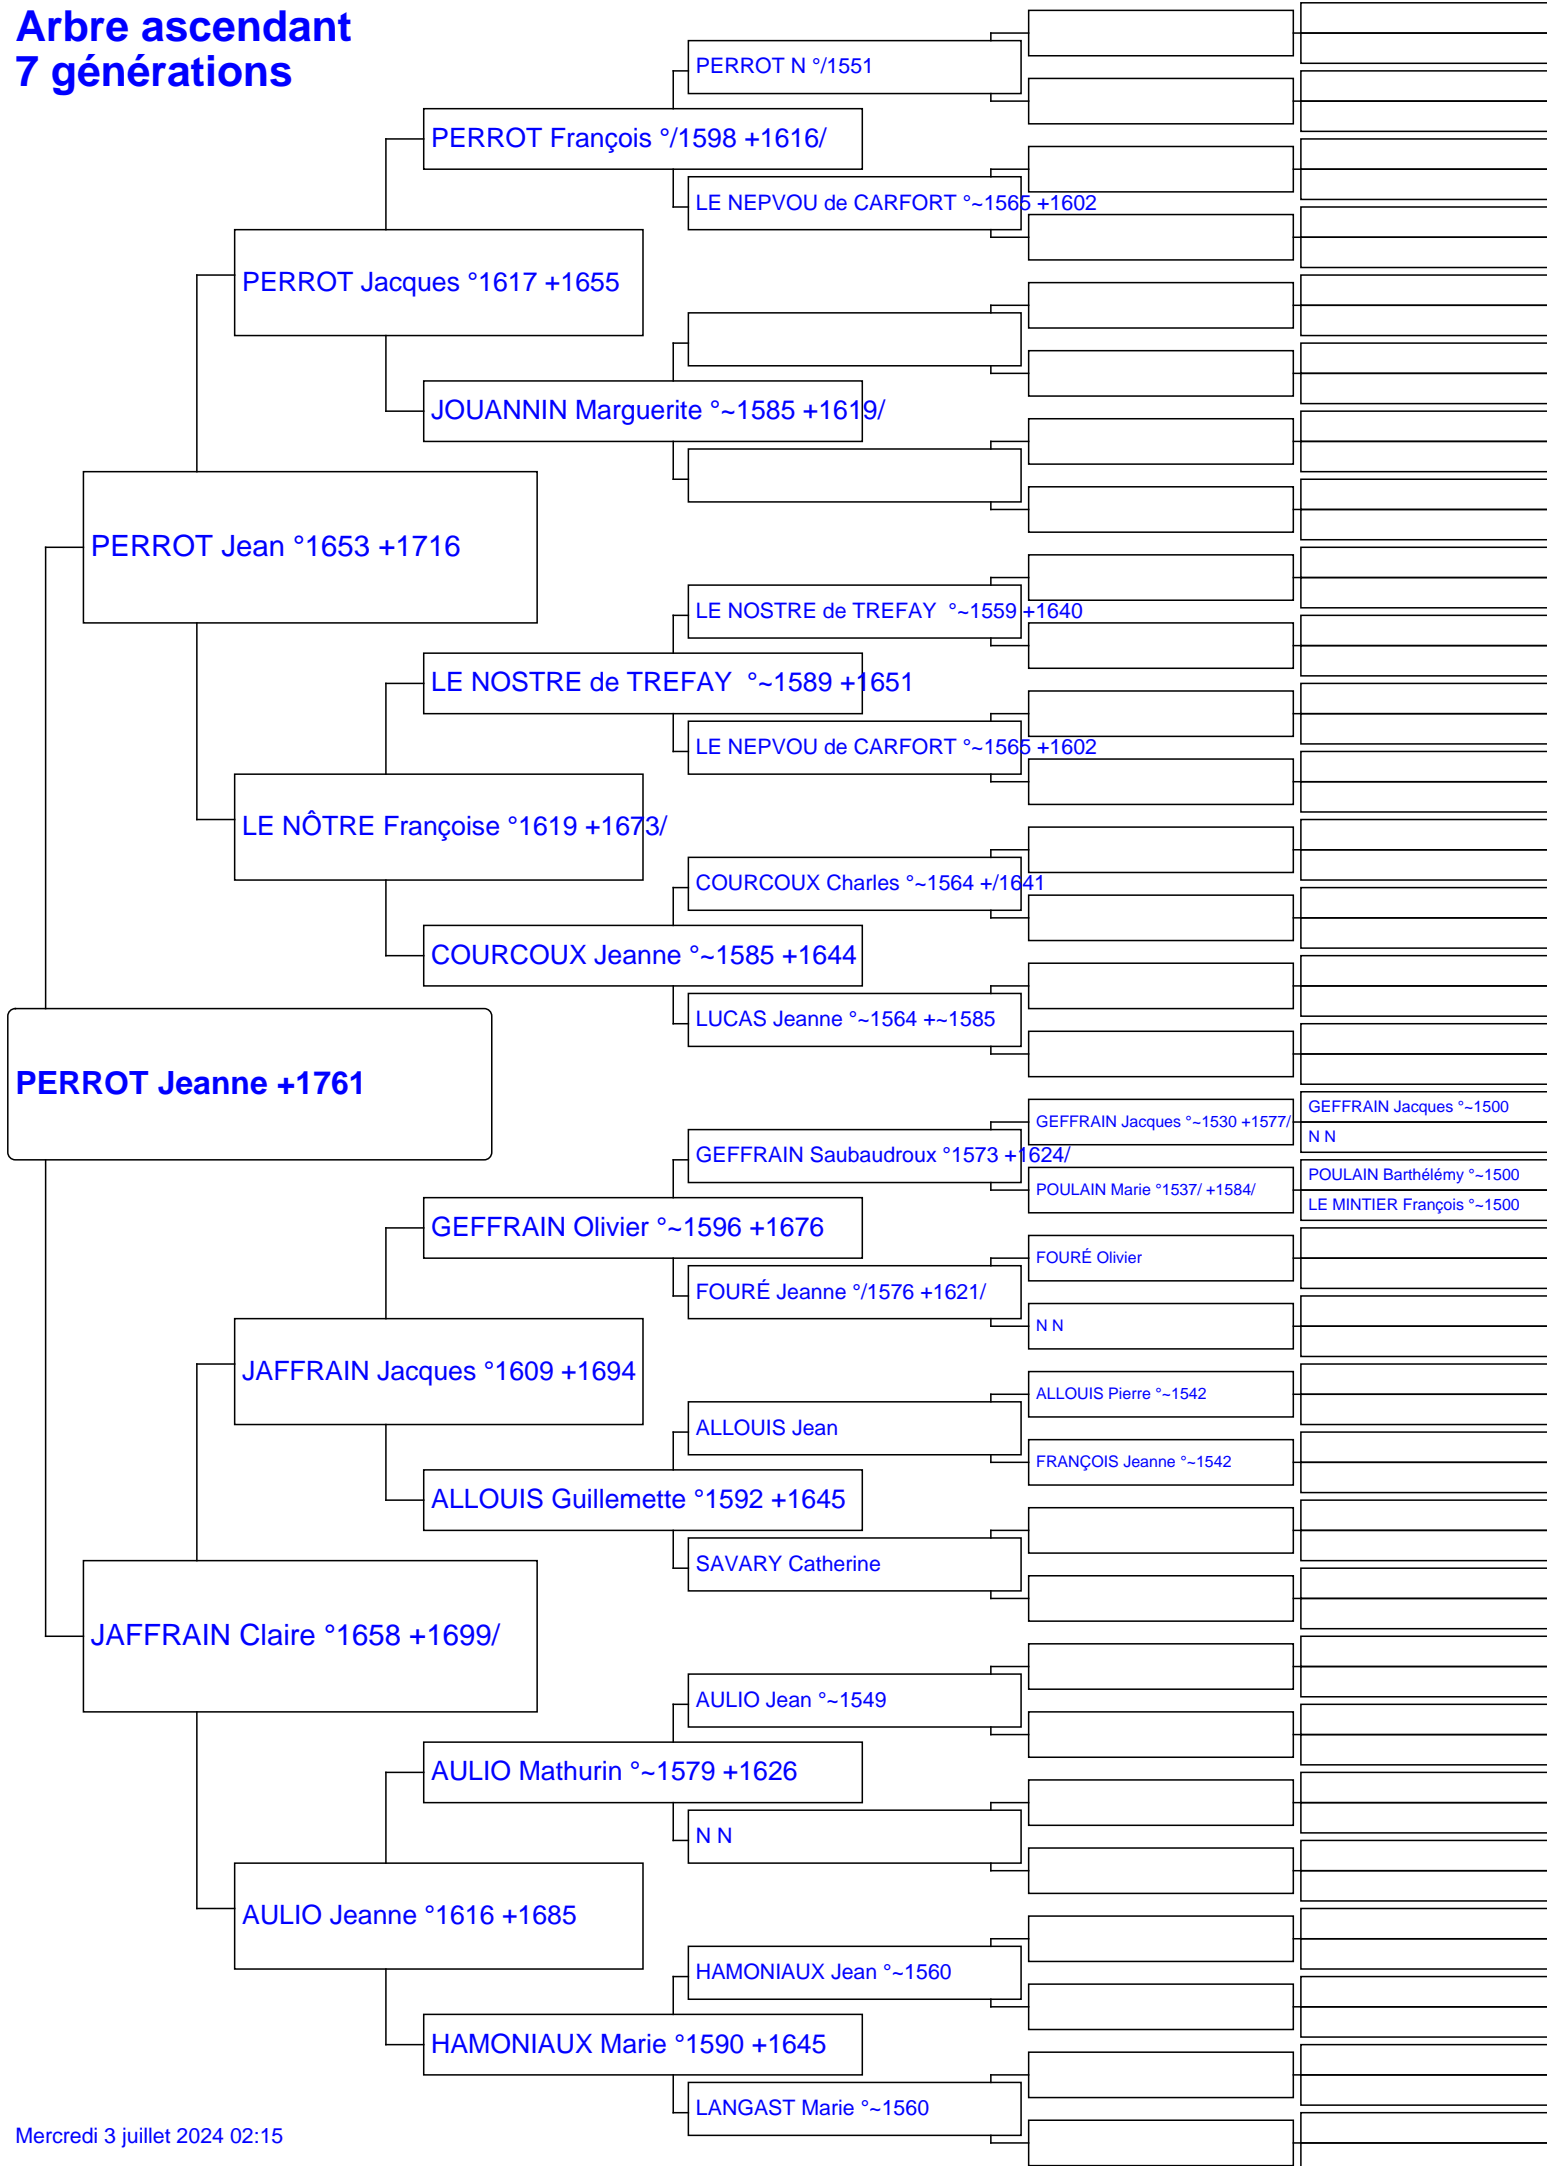 Arbre ascendant
7 générations
PERROT N °/1551
PERROT François °/1598 +1616/
LE NEPVOU de CARFORT °~1565 +1602
PERROT Jacques °1617 +1655
JOUANNIN Marguerite °~1585 +1619/
PERROT Jean °1653 +1716
LE NOSTRE de TREFAY  °~1559 +1640
LE NOSTRE de TREFAY  °~1589 +1651
LE NEPVOU de CARFORT °~1565 +1602
LE NÔTRE Françoise °1619 +1673/
COURCOUX Charles °~1564 +/1641
COURCOUX Jeanne °~1585 +1644
LUCAS Jeanne °~1564 +~1585
PERROT Jeanne +1761
GEFFRAIN Jacques °~1500
GEFFRAIN Jacques °~1530 +1577/
N N
GEFFRAIN Saubaudroux °1573 +1624/
POULAIN Barthélémy °~1500
POULAIN Marie °1537/ +1584/
LE MINTIER François °~1500
GEFFRAIN Olivier °~1596 +1676
FOURÉ Olivier
FOURÉ Jeanne °/1576 +1621/
N N
JAFFRAIN Jacques °1609 +1694
ALLOUIS Pierre °~1542
ALLOUIS Jean
FRANÇOIS Jeanne °~1542
ALLOUIS Guillemette °1592 +1645
SAVARY Catherine
JAFFRAIN Claire °1658 +1699/
AULIO Jean °~1549
AULIO Mathurin °~1579 +1626
N N
AULIO Jeanne °1616 +1685
HAMONIAUX Jean °~1560
HAMONIAUX Marie °1590 +1645
LANGAST Marie °~1560
Mercredi 3 juillet 2024 02:15